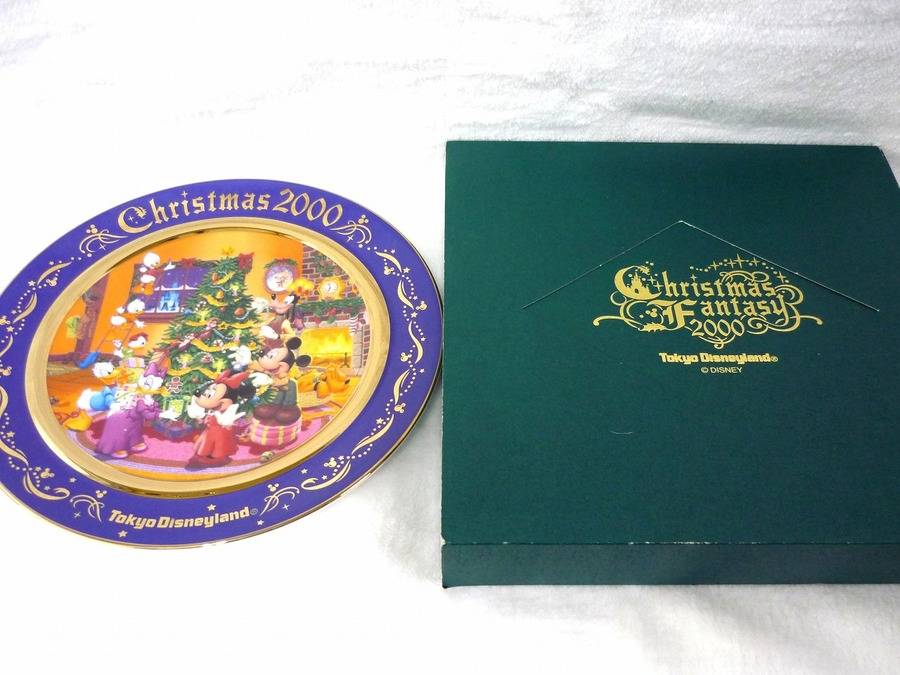 Christmas 2000
Tokyo Disneyland®
Christmas
Fantasy
2000
Tokyo Disneyland®
© DISNEY